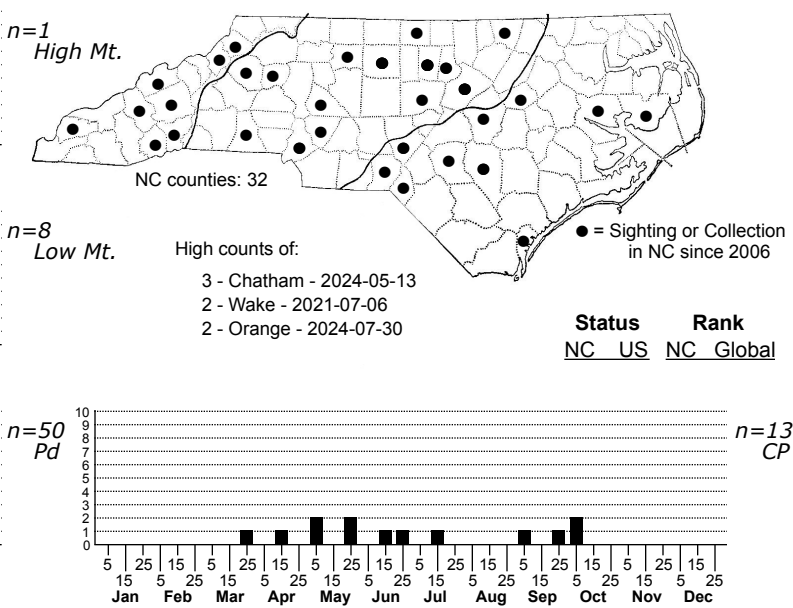 n=1
High Mt.
NC counties: 32
n=8
Low Mt.
High counts of:
3 - Chatham - 2024-05-13
2 - Wake - 2021-07-06
2 - Orange - 2024-07-30
● = Sighting or Collection
in NC since 2006
Status Rank
NC US NC Global
n=50
Pd
n=13
CP
10
9
8
7
6
5
4
3
2
1
0
5 25 15 5 25 15 5 25 15 5 25 15 5 25 15 5 25 15
15 5 25 15 5 25 15 5 25 15 5 25 15 5 25 15 5 25
Jan Feb Mar Apr May Jun Jul Aug Sep Oct Nov Dec